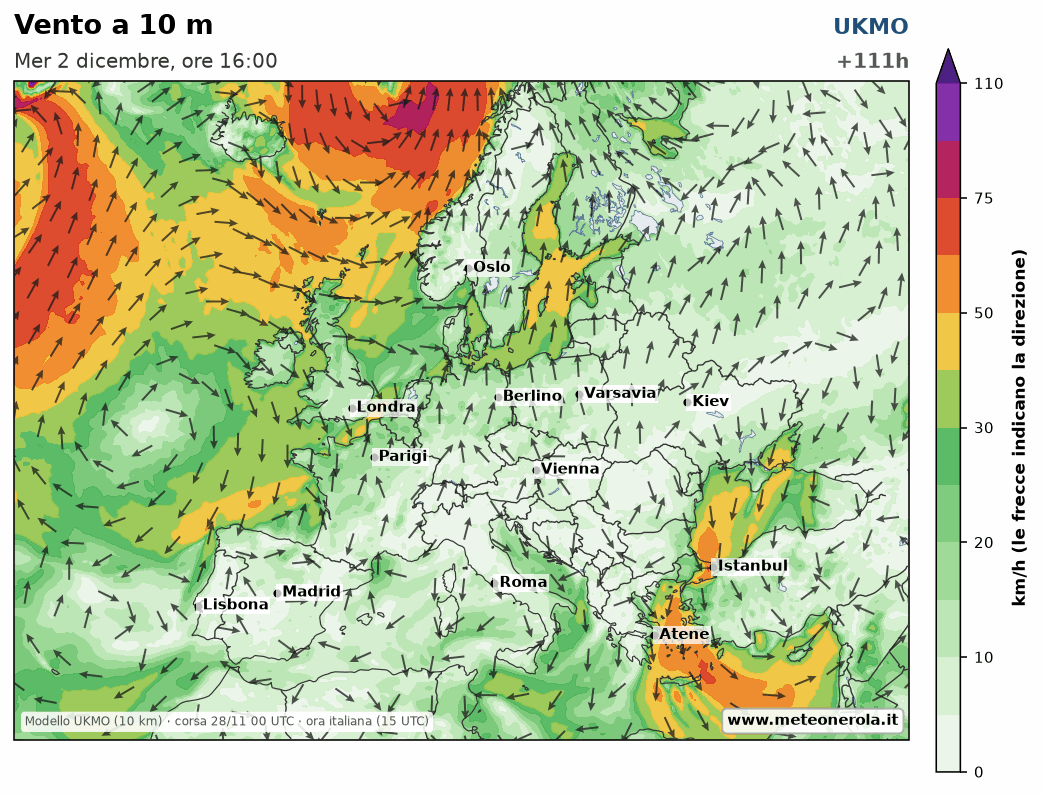 Vento a 10 m
UKMO
Mer 2 dicembre, ore 16:00
+111h
Oslo
Londra
Berlino
Varsavia
Kiev
Parigi
Vienna
Istanbul
Roma
Madrid
Lisbona
Atene
Modello UKMO (10 km) · corsa 28/11 00 UTC · ora italiana (15 UTC)
www.meteonerola.it
110
75
50
30
20
10
0
km/h (le frecce indicano la direzione)